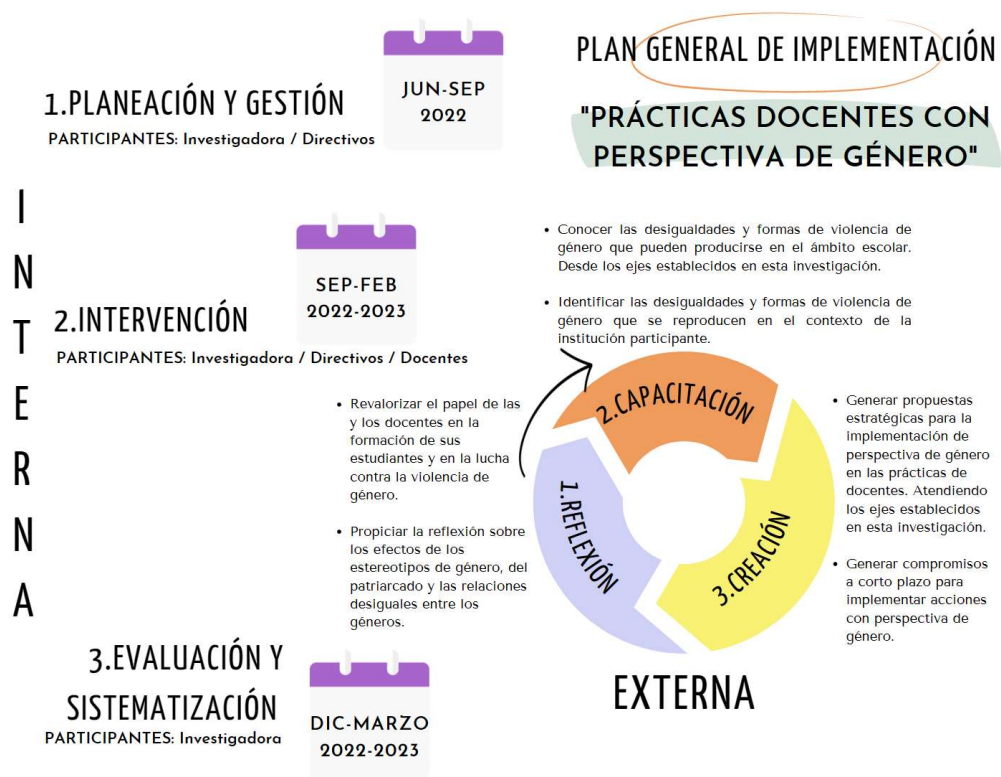 PLAN GENERAL DE IMPLEMENTACIÓN
"PRÁCTICAS DOCENTES CON
PERSPECTIVA DE GÉNERO"
INTERNA
1.PLANEACIÓN Y GESTIÓN
PARTICIPANTES: Investigadora / Directivos
JUN-SEP
2022
2.INTERVENCIÓN
PARTICIPANTES: Investigadora / Directivos / Docentes
SEP-FEB
2022-2023
• Revalorizar el papel de las
y los docentes en la
formación de sus
estudiantes y en la lucha
contra la violencia de
género.
• Propiciar la reflexión sobre
los efectos de los
estereotipos de género, del
patriarcado y las relaciones
desiguales entre los
géneros.
1.REFLEXIÓN
• Conocer las desigualdades y formas de violencia de
género que pueden producirse en el ámbito escolar.
Desde los ejes establecidos en esta investigación.
• Identificar las desigualdades y formas de violencia de
género que se reproducen en el contexto de la
institución participante.
2.CAPACITACIÓN
• Generar propuestas
estratégicas para la
implementación de
perspectiva de género
en las prácticas de
docentes. Atendiendo
los ejes establecidos
en esta investigación.
• Generar compromisos
a corto plazo para
implementar acciones
con perspectiva de
género.
3.CREACIÓN
EXTERNA
3.EVALUACIÓN Y
SISTEMATIZACIÓN
PARTICIPANTES: Investigadora
DIC-MARZO
2022-2023